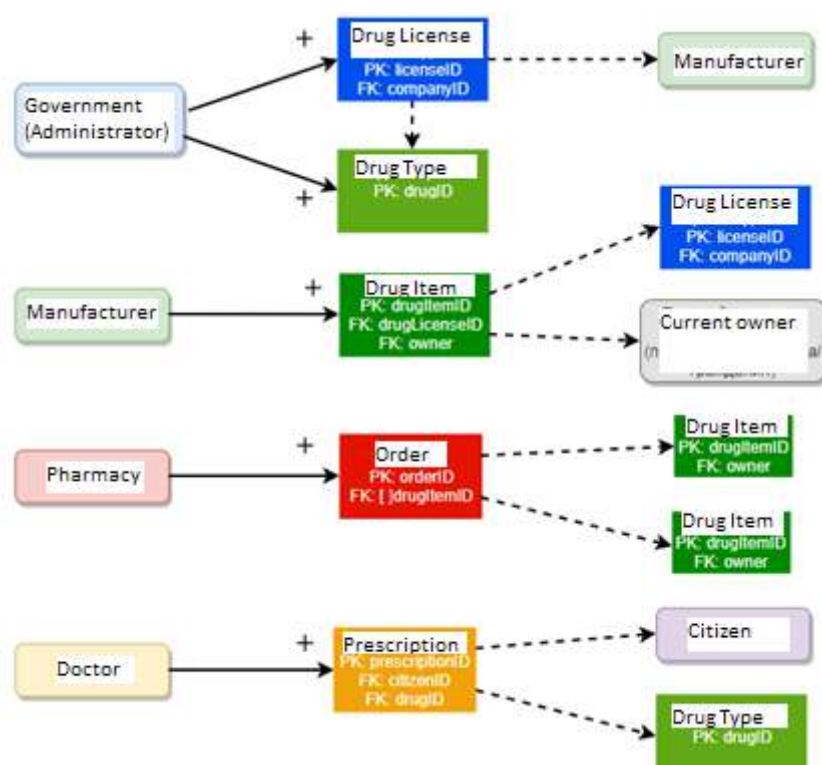 +
Drug License
PK: licenseID
FK: companyID
Manufacturer
Government
(Administrator)
Drug Type
PK: drugID
+
Drug License
PK: licenseID
FK: companyID
+
Manufacturer
Drug Item
PK: drugItemID
FK: drugLicenseID
FK: owner
Current owner
+
Pharmacy
Order
PK: orderID
FK: [ ]drugItemID
Drug Item
PK: drugItemID
FK: owner
Drug Item
PK: drugItemID
FK: owner
+
Doctor
Prescription
PK: prescriptionID
FK: citizenID
FK: drugID
Citizen
Drug Type
PK: drugID